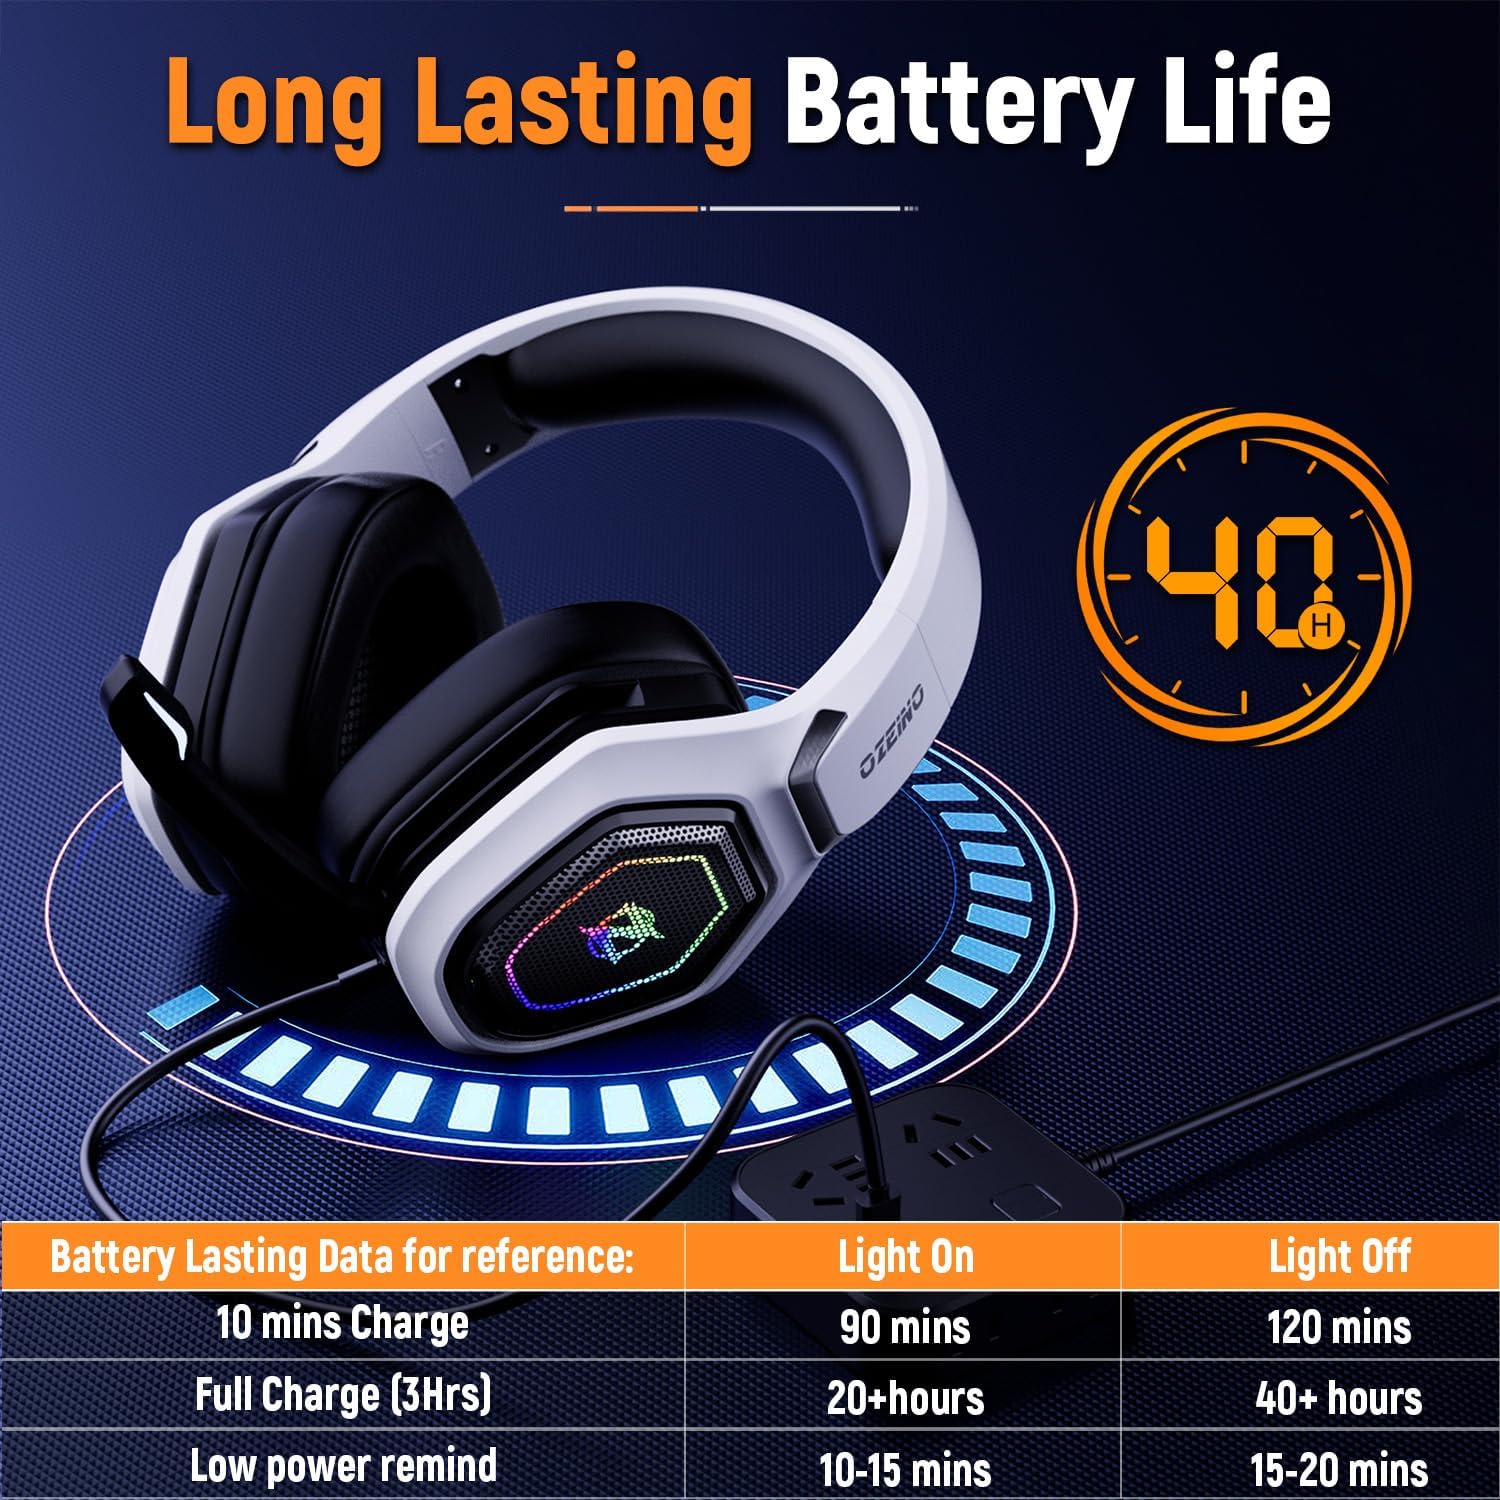 Long Lasting Battery Life
40
H
OZEINO
Battery Lasting Data for reference: Light On Light Off
10 mins Charge 90 mins 120 mins
Full Charge (3Hrs) 20+hours 40+ hours
Low power remind 10-15 mins 15-20 mins